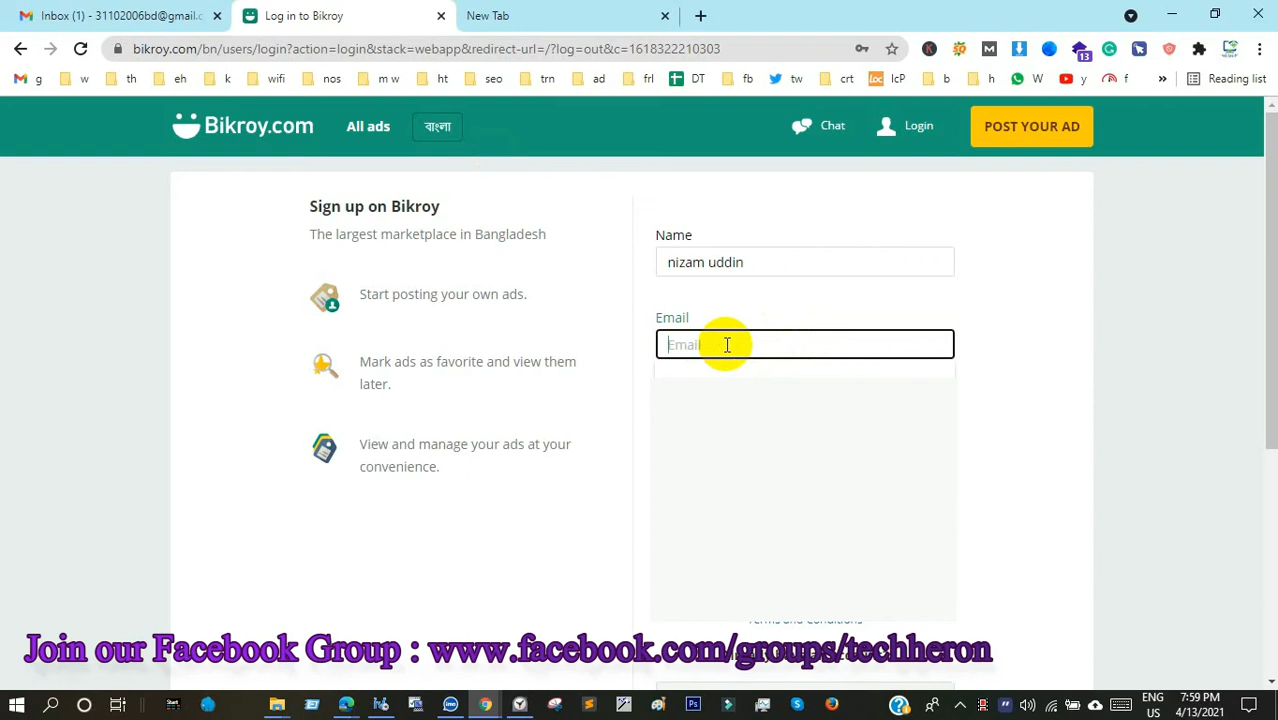 Inbox (1) - 31102006bd@gmail.c
Log in to Bikroy
New Tab
bikroy.com/bn/users/login?action=login&stack=webapp&redirect-url=/?log=out&c=1618322210303
13
g
w
th
eh
k
wifi
nos
m w
ht
seo
trn
ad
frl
DT
fb
tw
crt
lcP
b
h
W
y
f
»
Reading list
Bikroy.com
All ads
বাংলা
Chat
Login
POST YOUR AD
Sign up on Bikroy
The largest marketplace in Bangladesh
Start posting your own ads.
Mark ads as favorite and view them
later.
View and manage your ads at your
convenience.
Name
nizam uddin
Email
Email
Terms and Conditions
Join our Facebook Group : www.facebook.com/groups/techheron
ENG
US
7:59 PM
4/13/2021